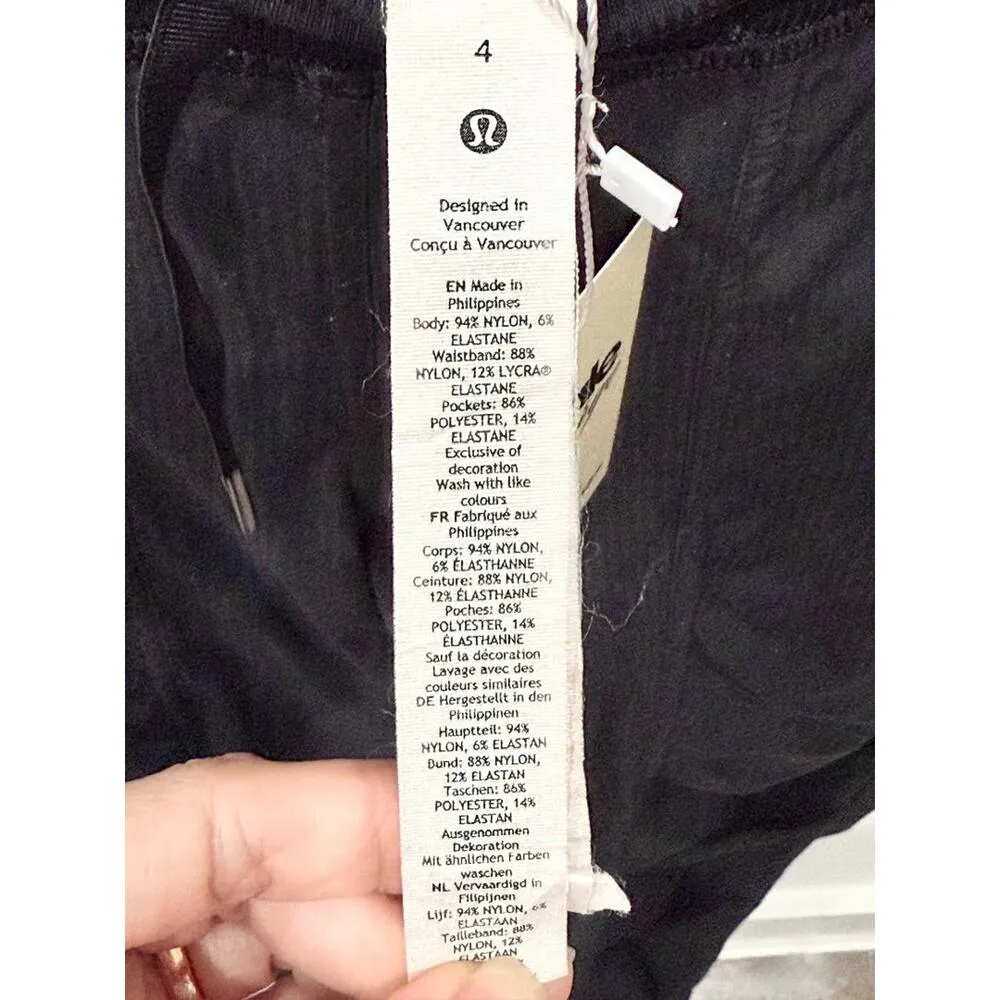 4
Designed in
Vancouver
Conçu à Vancouver
EN Made in
Philippines
Body: 94% NYLON, 6%
ELASTANE
Waistband: 88%
NYLON, 12% LYCRA®
ELASTANE
Pockets: 86%
POLYESTER, 14%
ELASTANE
Exclusive of
decoration
Wash with like
colours
FR Fabriqué aux
Philippines
Corps: 94% NYLON,
6% ÉLASTHANNE
Ceinture: 88% NYLON,
12% ÉLASTHANNE
Poches: 86%
POLYESTER, 14%
ÉLASTHANNE
Sauf la décoration
Lavage avec des
couleurs similaires
DE Hergestellt in den
Philippinen
Hauptteil: 94%
NYLON, 6% ELASTAN
Bund: 88% NYLON,
12% ELASTAN
Taschen: 86%
POLYESTER, 14%
ELASTAN
Ausgenommen
Dekoration
Mit ähnlichen Farben
waschen
NL Vervaardigd in
Filipijnen
Lijf: 94% NYLON, 6%
ELASTAAN
Tailleband: 88%
NYLON, 12%
ELASTAAN